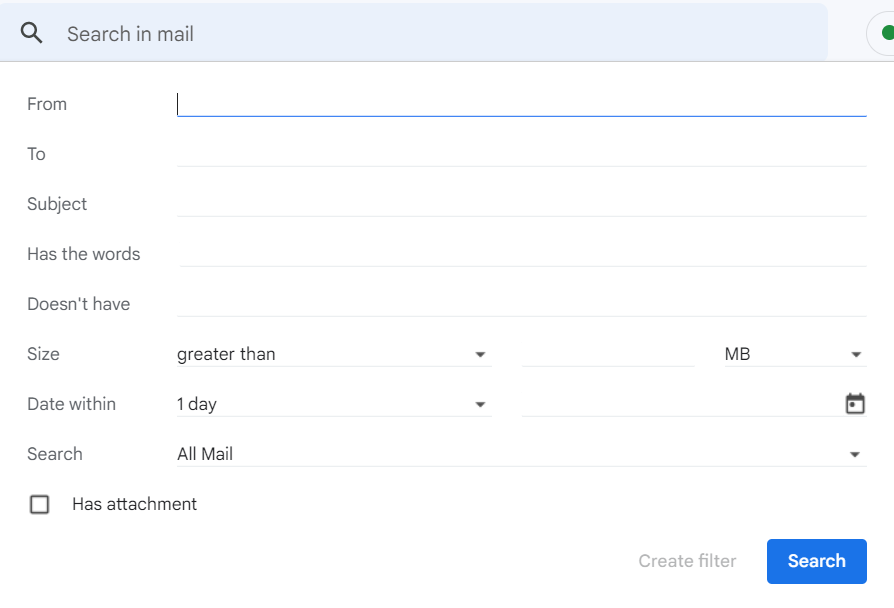 Search in mail
From
To
Subject
Has the words
Doesn't have
Size greater than MB
Date within 1 day
Search All Mail
Has attachment
Create filter Search